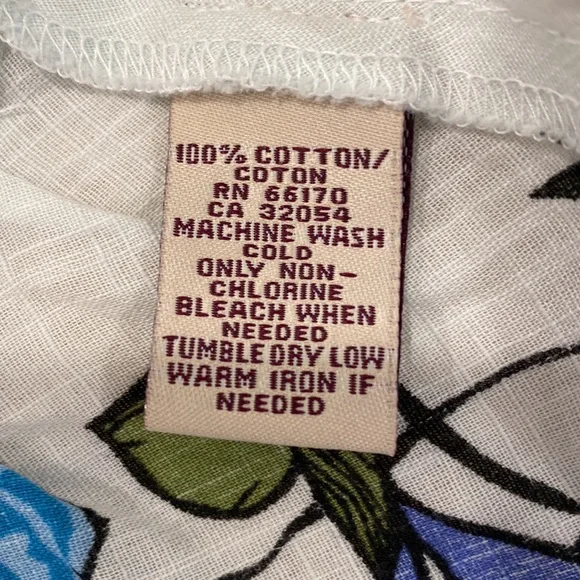 100% COTTON/
COTON
RN 66170
CA 32054
MACHINE WASH
COLD
ONLY NON-
CHLORINE
BLEACH WHEN
NEEDED
TUMBLE DRY LOW
WARM IRON IF
NEEDED